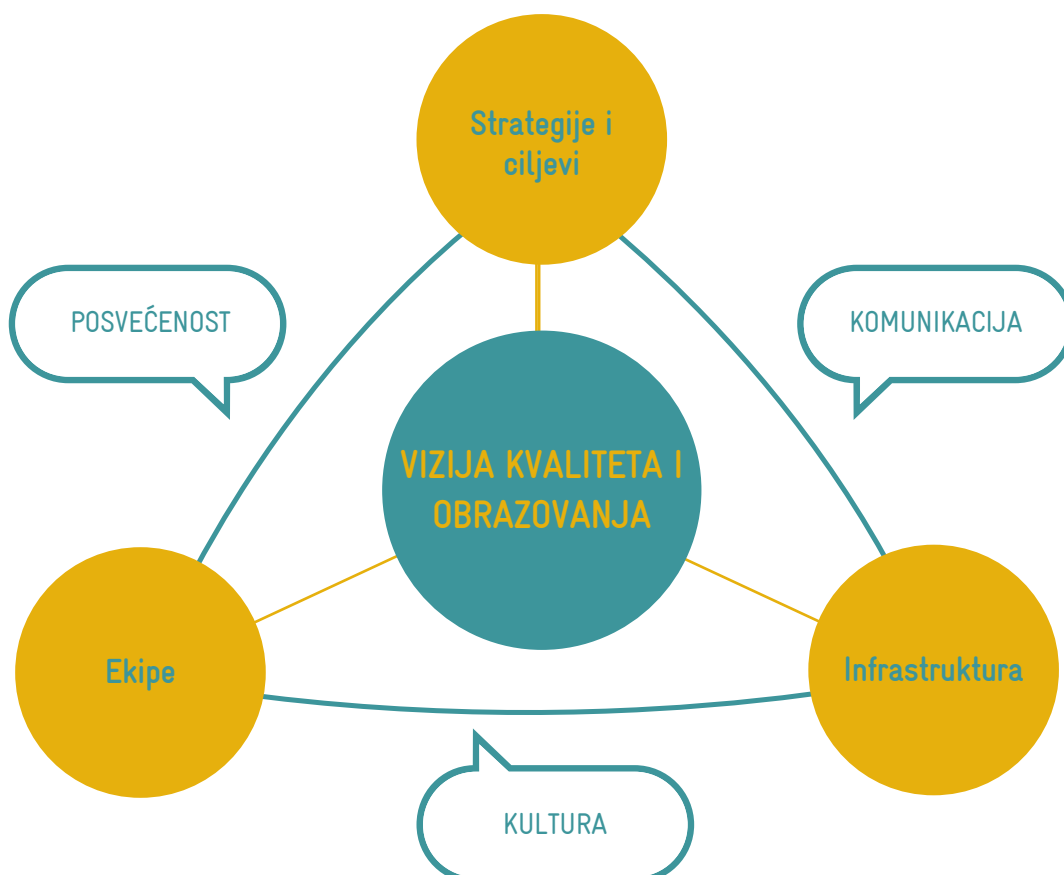 Strategije i
ciljevi
POSVEĆENOST
KOMUNIKACIJA
VIZIJA KVALITETA I
OBRAZOVANJA
Ekipe
Infrastruktura
KULTURA